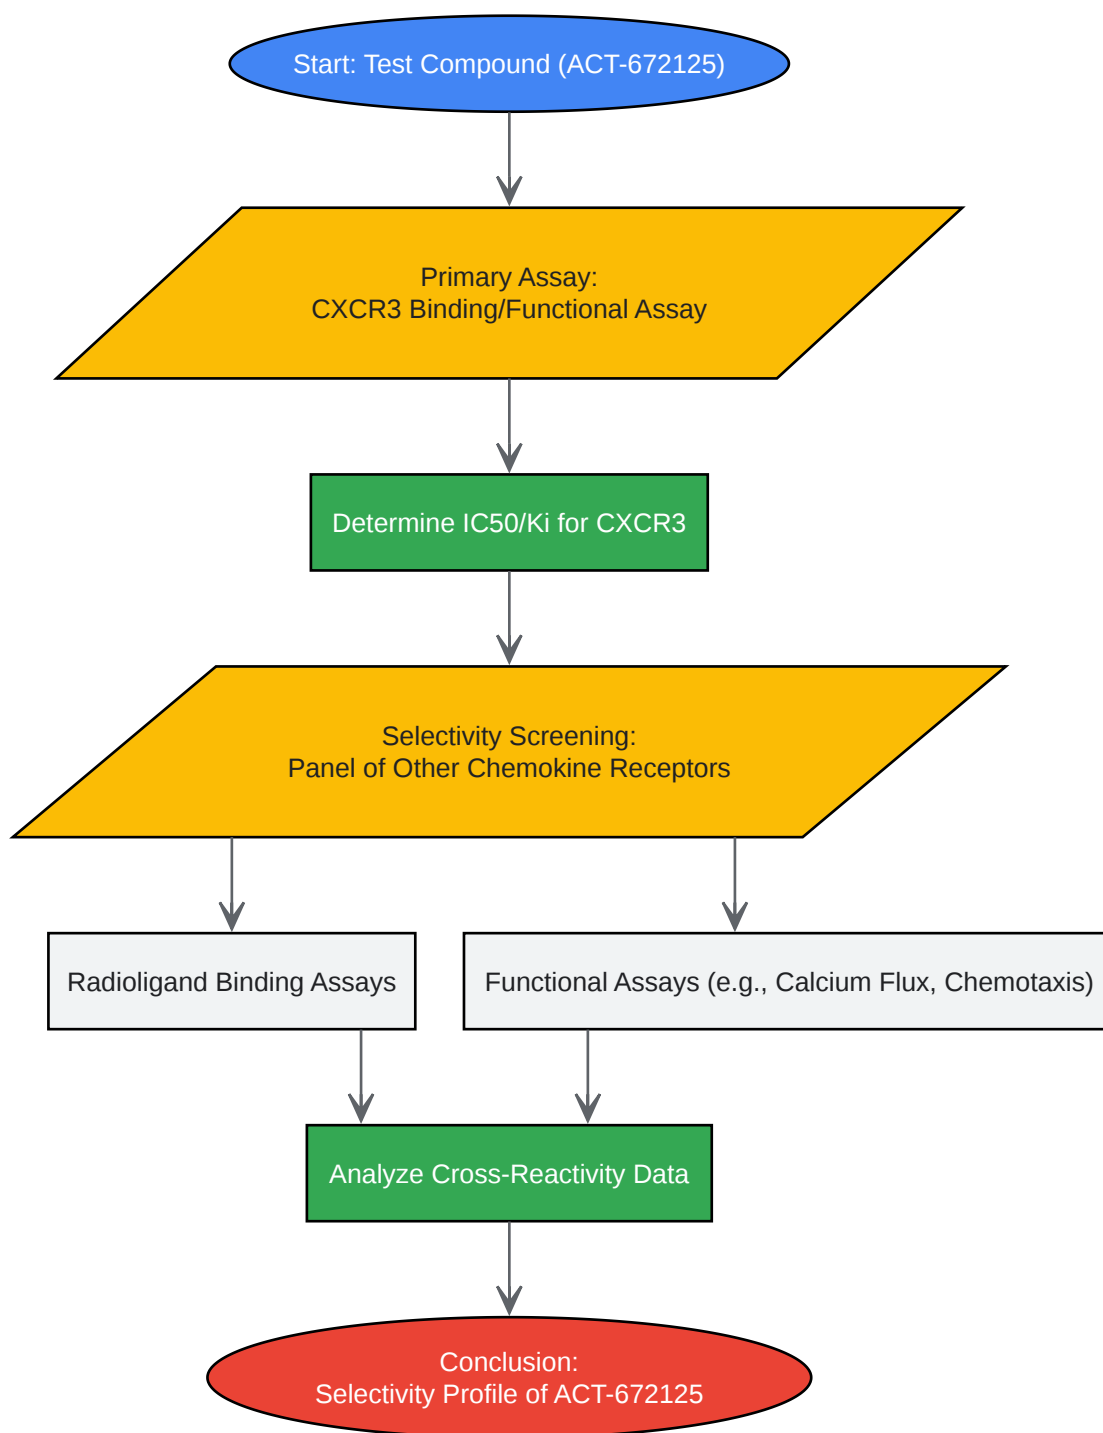 Start: Test Compound (ACT-672125)
Primary Assay:
CXCR3 Binding/Functional Assay
Determine IC50/Ki for CXCR3
Selectivity Screening:
Panel of Other Chemokine Receptors
Radioligand Binding Assays
Functional Assays (e.g., Calcium Flux, Chemotaxis)
Analyze Cross-Reactivity Data
Conclusion:
Selectivity Profile of ACT-672125